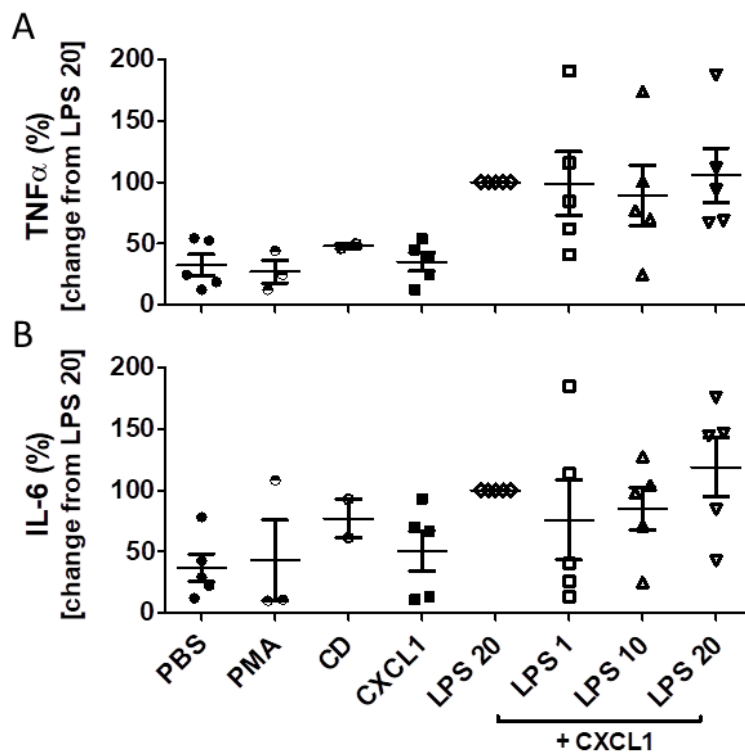 A
TNFα (%)
[change from LPS 20]
200
150
100
50
0
B
IL-6 (%)
[change from LPS 20]
200
150
100
50
0
PBS
PMA
CD
CXCL1
LPS 20
LPS 1
LPS 10
LPS 20
+ CXCL1